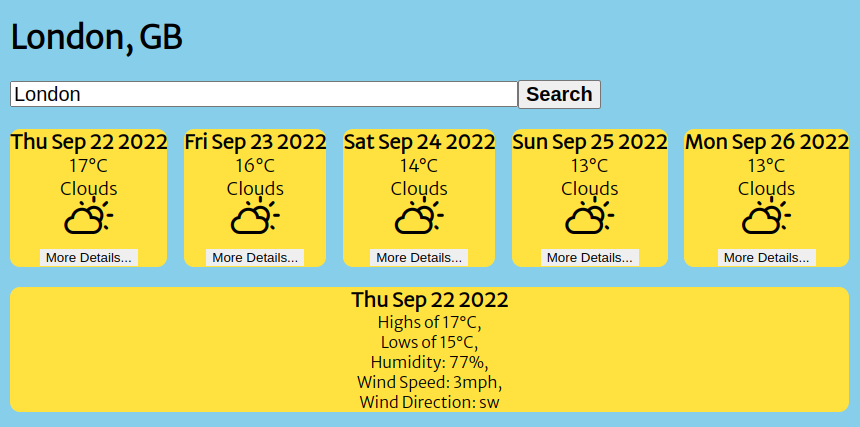 London, GB
London
Search
Thu Sep 22 2022
17°C
Clouds
More Details...
Fri Sep 23 2022
16°C
Clouds
More Details...
Sat Sep 24 2022
14°C
Clouds
More Details...
Sun Sep 25 2022
13°C
Clouds
More Details...
Mon Sep 26 2022
13°C
Clouds
More Details...
Thu Sep 22 2022
Highs of 17°C,
Lows of 15°C,
Humidity: 77%,
Wind Speed: 3mph,
Wind Direction: sw